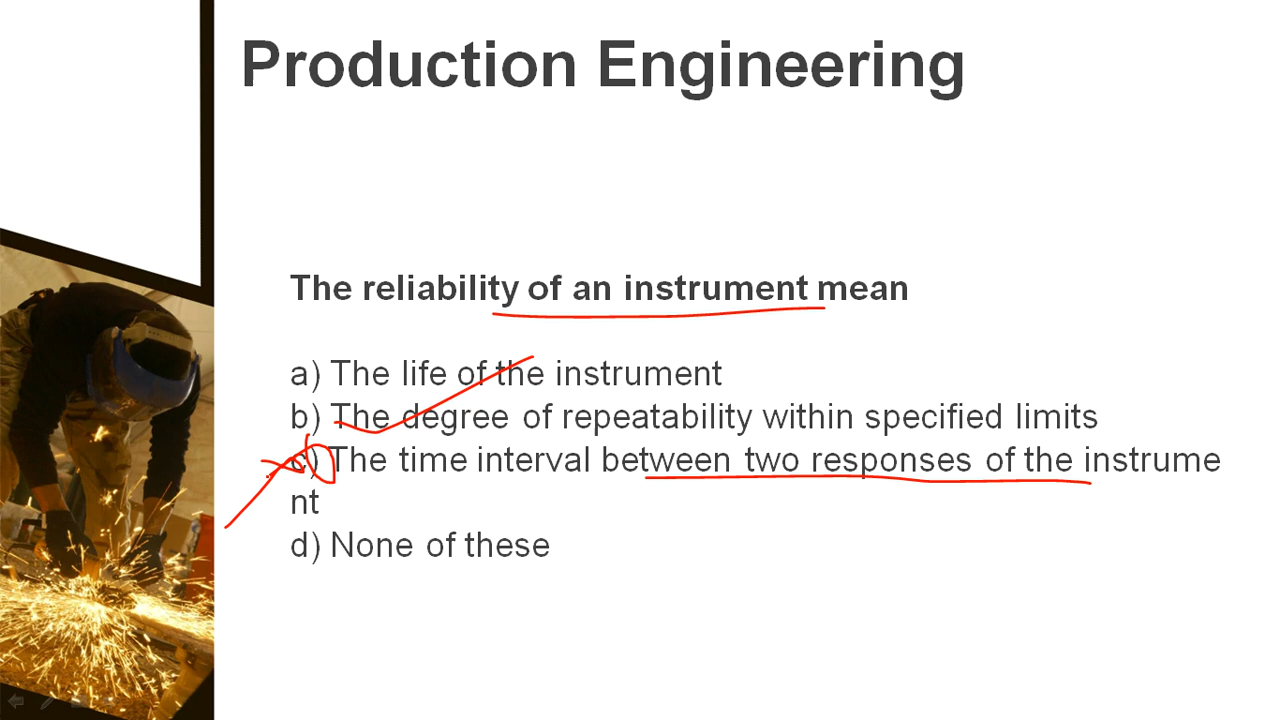 Production Engineering
The reliability of an instrument mean
a) The life of the instrument
b) The degree of repeatability within specified limits
c) The time interval between two responses of the instrume
nt
d) None of these